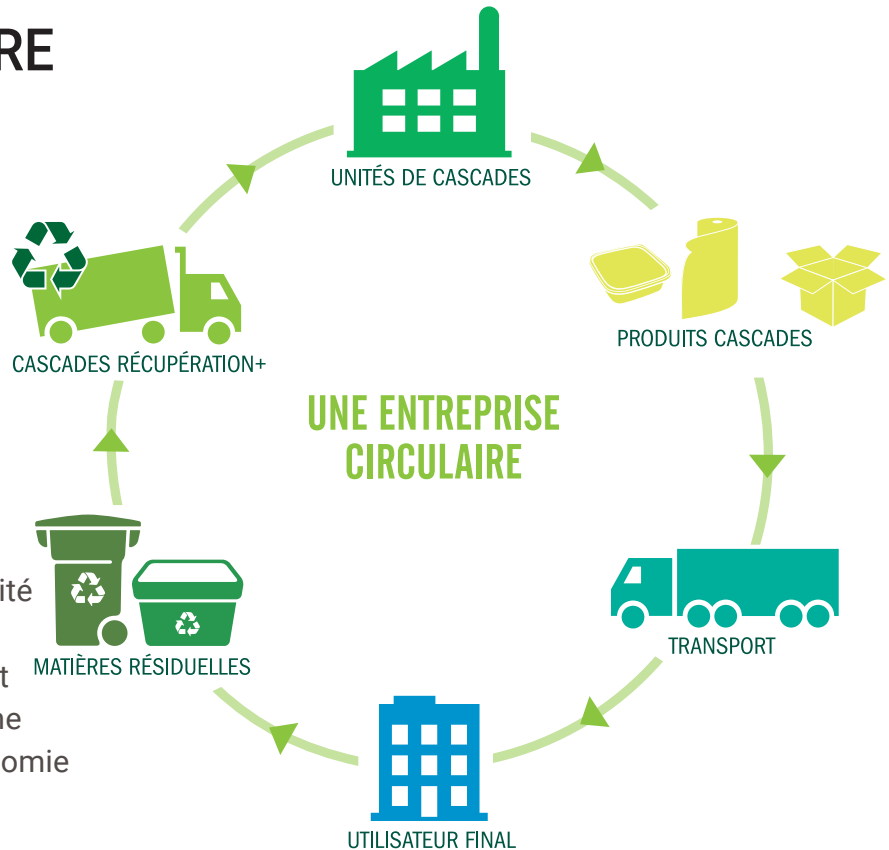 RE
UNITÉS DE CASCADES
PRODUITS CASCADES
CASCADES RÉCUPÉRATION+
UNE ENTREPRISE
CIRCULAIRE
ité
TRANSPORT
MATIÈRES RÉSIDUELLES
t
ne
omie
UTILISATEUR FINAL